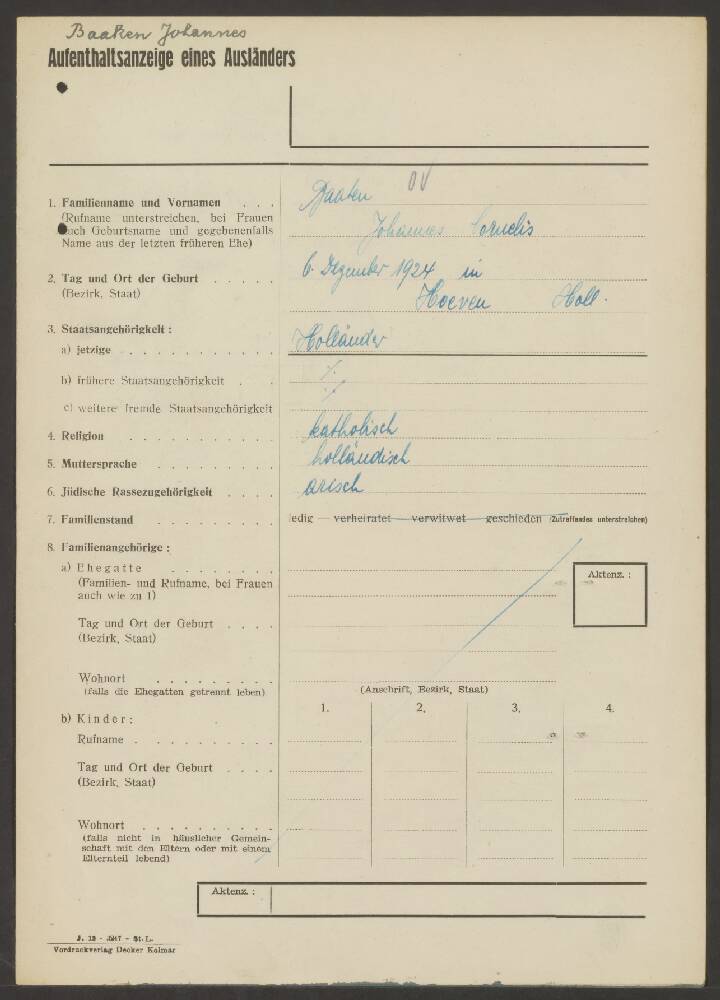 Baaken Johannes
Aufenthaltsanzeige eines Ausländers
1. Familienname und Vornamen . . . Baaken
(Rufname unterstreichen, bei Frauen
auch Geburtsname und gegebenenfalls Johannes Cornelis
Name aus der letzten früheren Ehe)
2. Tag und Ort der Geburt . . . . . 6. Dezember 1924 in
(Bezirk, Staat) Hoeven Holl.
3. Staatsangehörigkeit :
a) jetzige . . . . . . . . . . . Holländer
b) frühere Staatsangehörigkeit . .
c) weitere fremde Staatsangehörigkeit
4. Religion . . . . . . . . . . katholisch
5. Muttersprache . . . . . . . . holländisch
6. Jüdische Rassezugehörigkeit . . . . arisch
7. Familienstand . . . . . . . . ledig — verheiratet — verwitwet — geschieden (Zutreffendes unterstreichen)
8. Familienangehörige :
a) Ehegatte . . . . . . .
(Familien- und Rufname, bei Frauen
auch wie zu 1)
Aktenz. :
Tag und Ort der Geburt . . . .
(Bezirk, Staat)
Wohnort . . . . . . . . .
(falls die Ehegatten getrennt leben)
(Anschrift, Bezirk, Staat)
b) Kinder:
1. 2. 3. 4.
Rufname . . . . . . . . . .
Tag und Ort der Geburt . . . .
(Bezirk, Staat)
Wohnort . . . . . . . . . .
(falls nicht in häuslicher Gemein-
schaft mit den Eltern oder mit einem
Elternteil lebend)
Aktenz. :
Vordruckverlag Decker Kolmar